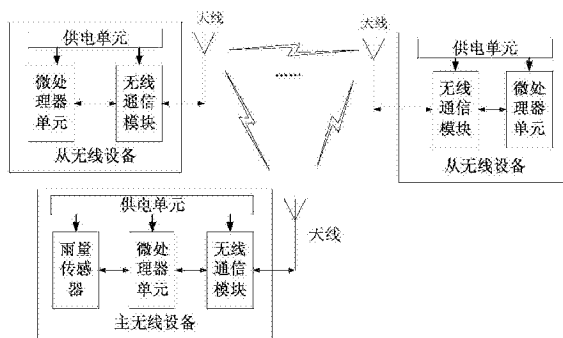 天线
供电单元
微处
理器
单元
无线
通信
模块
从无线设备
天线
供电单元
无线
通信
模块
微处
理器
单元
从无线设备
供电单元
雨量
传感
器
微处
理器
单元
无线
通信
模块
主无线设备
天线